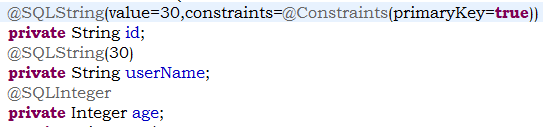 @SQLString(value=30,constraints=@Constraints(primaryKey=true))
private String id;
@SQLString(30)
private String userName;
@SQLInteger
private Integer age;